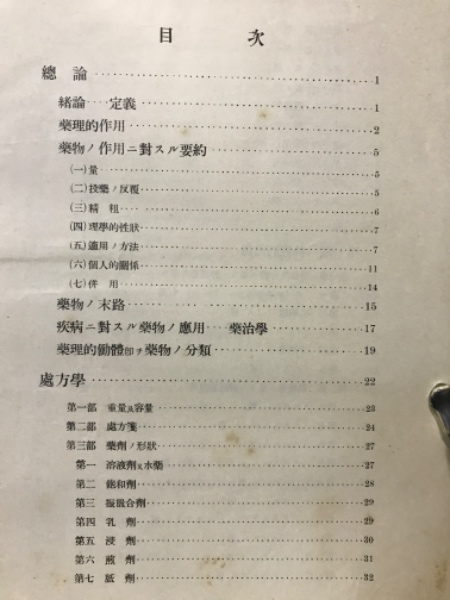 目次
總論 1
緒論 定義 1
藥理的作用 2
藥物ノ作用ニ對スル要約 5
(一)量 5
(二)投藥ノ反覆 5
(三)精粗 6
(四)理學的性狀 7
(五)適用ノ方法 7
(六)個人的關係 11
(七)併用 14
藥物ノ末路 15
疾病ニ對スル藥物ノ應用 藥治學 17
藥理的動體卽チ藥物ノ分類 19
處方學 22
第一部 重量及容量 23
第二部 處方箋 24
第三部 藥劑ノ形狀 27
第一 溶液劑及水藥 27
第二 飽和劑 28
第三 振盪合劑 29
第四 乳劑 29
第五 浸劑 30
第六 煎劑 31
第七 舐劑 32